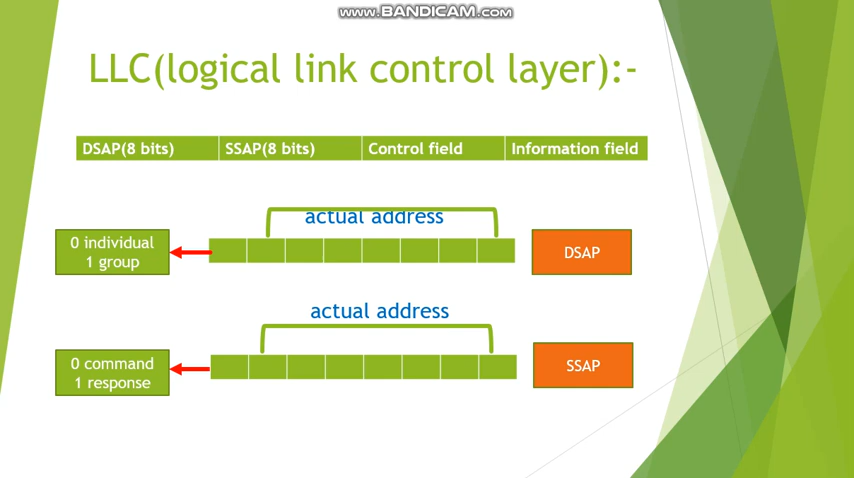 www.BANDICAM.com
LLC(logical link control layer):-
DSAP(8 bits) SSAP(8 bits) Control field Information field
actual address
0 individual
1 group
DSAP
actual address
0 command
1 response
SSAP